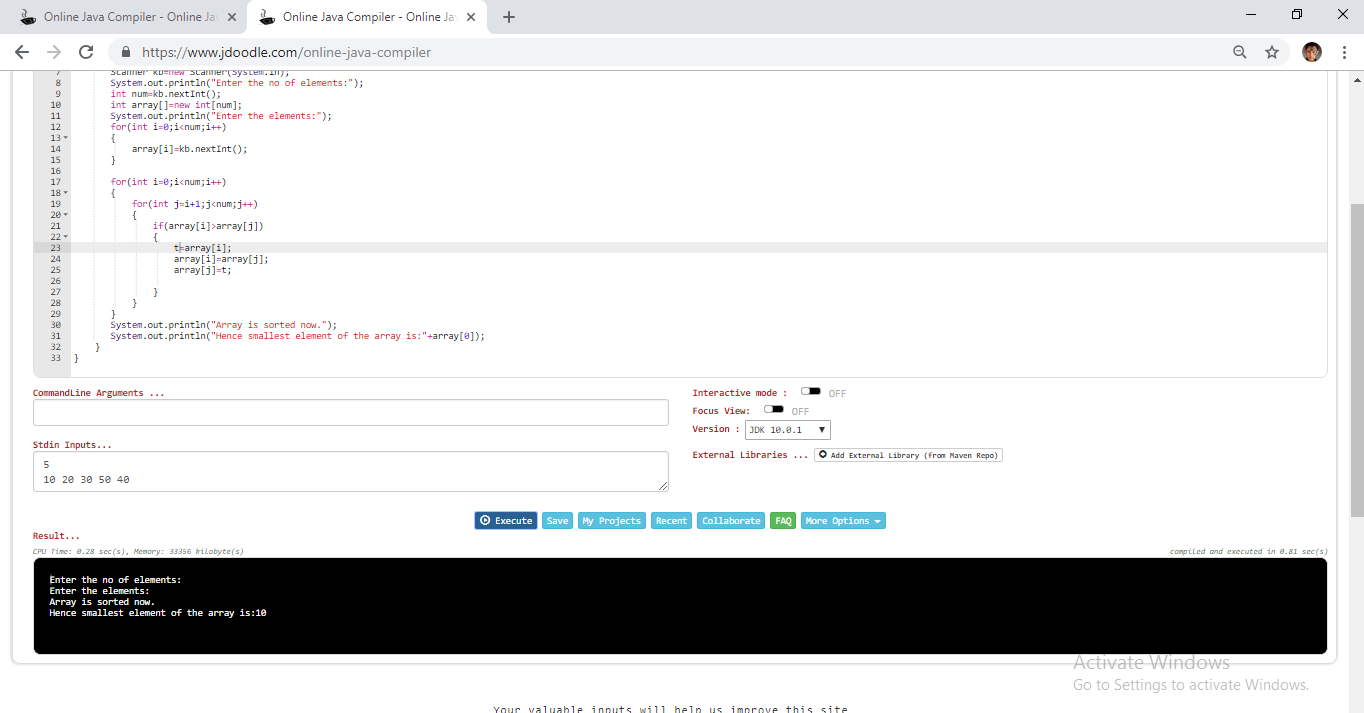 Online Java Compiler - Online Ja
Online Java Compiler - Online Ja
https://www.jdoodle.com/online-java-compiler
7 Scanner kb=new Scanner(System.in);
8 System.out.println("Enter the no of elements:");
9 int num=kb.nextInt();
10 int array[]=new int[num];
11 System.out.println("Enter the elements:");
12 for(int i=0;i<num;i++)
13 {
14 array[i]=kb.nextInt();
15 }
16
17 for(int i=0;i<num;i++)
18 {
19 for(int j=i+1;j<num;j++)
20 {
21 if(array[i]>array[j])
22 {
23 t=array[i];
24 array[i]=array[j];
25 array[j]=t;
26
27 }
28 }
29 }
30 System.out.println("Array is sorted now.");
31 System.out.println("Hence smallest element of the array is:"+array[0]);
32 }
33 }
CommandLine Arguments ...
Interactive mode : OFF
Focus View: OFF
Version : JDK 10.0.1
Stdin Inputs...
External Libraries ... Add External Library (from Maven Repo)
5
10 20 30 50 40
Execute Save My Projects Recent Collaborate FAQ More Options
Result...
CPU Time: 0.28 sec(s), Memory: 33356 kilobyte(s)
compiled and executed in 0.81 sec(s)
Enter the no of elements:
Enter the elements:
Array is sorted now.
Hence smallest element of the array is:10
Activate Windows
Go to Settings to activate Windows.
Your valuable inputs will help us improve this site